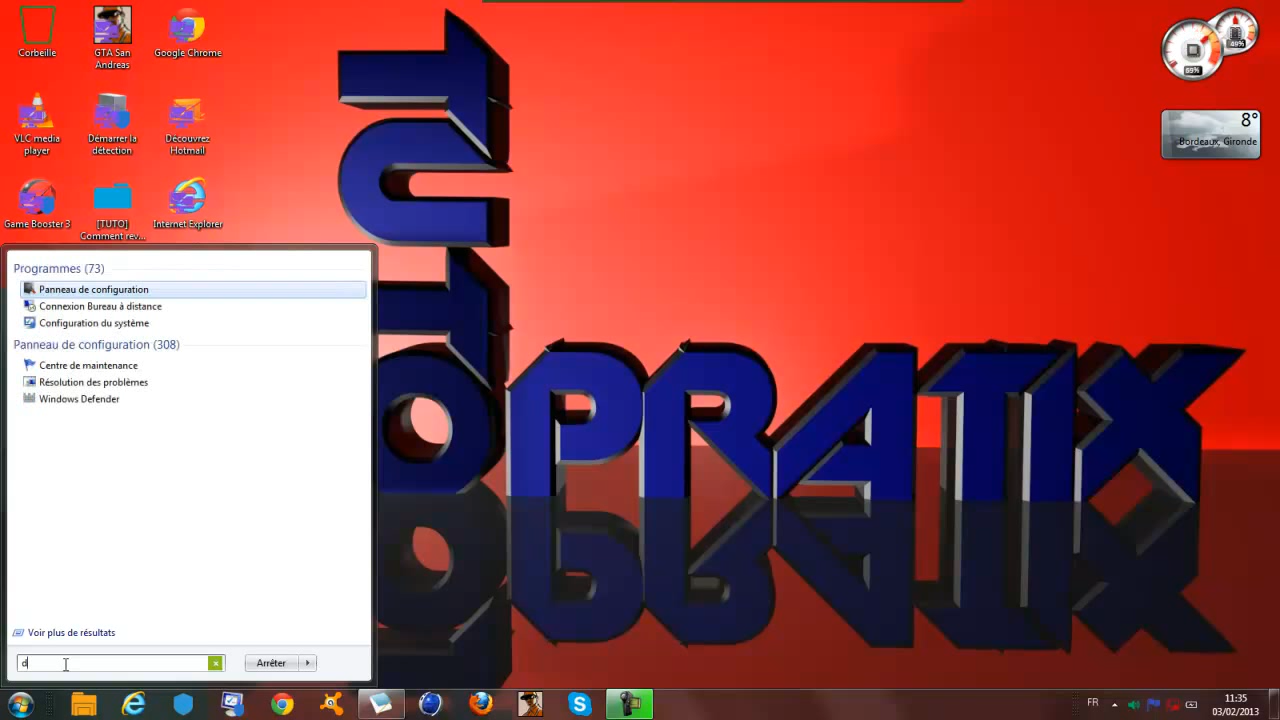 Corbeille
GTA San
Andreas
Google Chrome
VLC media
player
Démarrer la
détection
Découvrez
Hotmail
Game Booster 3
[TUTO]
Comment rev...
Internet Explorer
49%
69%
8°
Bordeaux, Gironde
TUTO
PRATIX
Programmes (73)
Panneau de configuration
Connexion Bureau à distance
Configuration du système
Panneau de configuration (308)
Centre de maintenance
Résolution des problèmes
Windows Defender
Voir plus de résultats
d
Arrêter
FR
11:35
03/02/2013